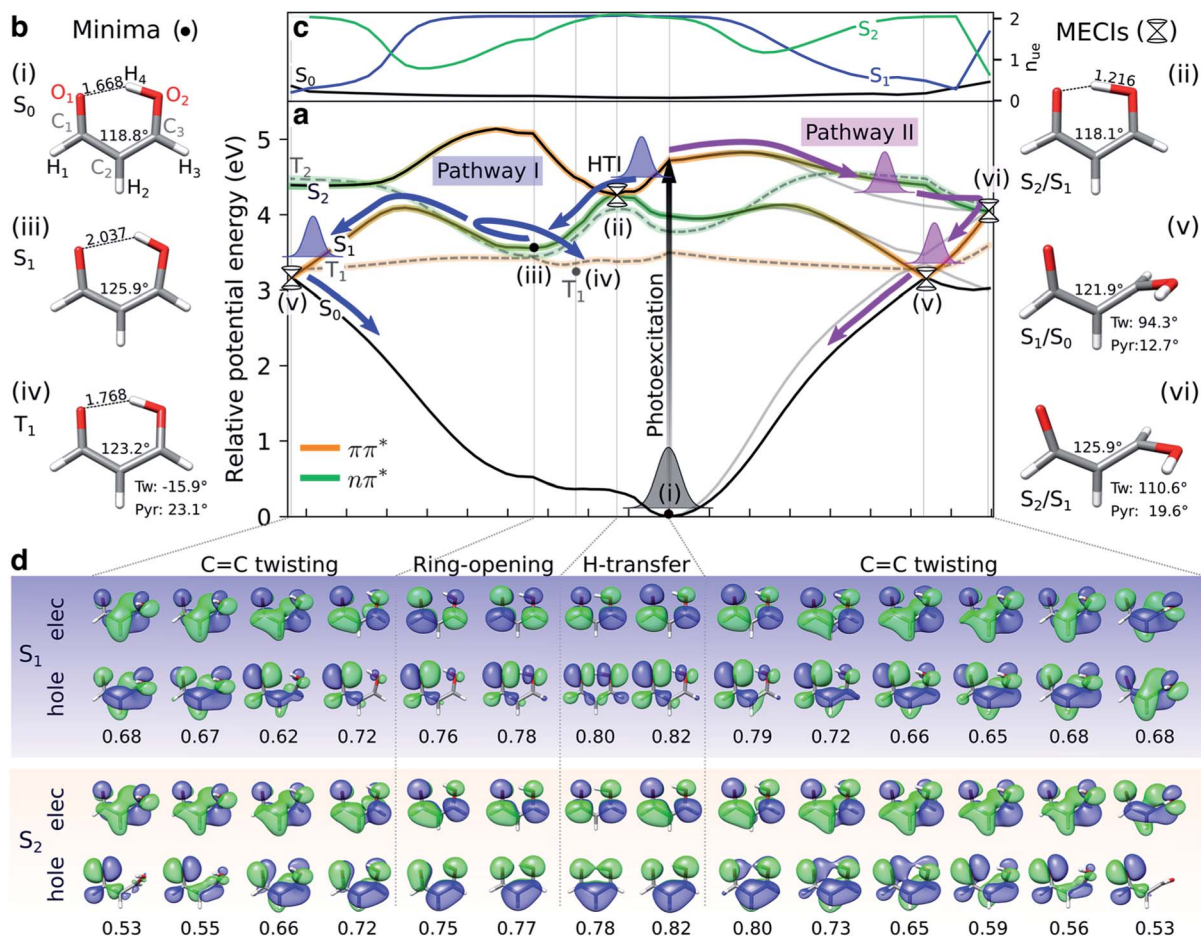 b Minima (●)
(i)
S0
1.668
H4
O1
O2
C1
118.8°
C3
H1
C2
H3
H2
(iii)
S1
2.037
125.9°
(iv)
T1
1.768
123.2°
Tw: -15.9°
Pyr: 23.1°
c
S0
S2
S1
2
1
0
nue
a
Relative potential energy (eV)
5
4
3
2
1
0
T2
S2
Pathway I
HTI
Pathway II
(vi)
S1
T1
(ii)
(iii)
T1
(iv)
(v)
S0
(v)
Photoexcitation
(i)
ππ*
nπ*
MECIs ( )
(ii)
1.216
118.1°
S2/S1
(v)
121.9°
S1/S0
Tw: 94.3°
Pyr:12.7°
(vi)
125.9°
S2/S1
Tw: 110.6°
Pyr: 19.6°
d C=C twisting Ring-opening H-transfer C=C twisting
S1
elec
hole
0.68 0.67 0.62 0.72 0.76 0.78 0.80 0.82 0.79 0.72 0.66 0.65 0.68 0.68
S2
elec
hole
0.53 0.55 0.66 0.72 0.75 0.77 0.78 0.82 0.80 0.73 0.65 0.59 0.56 0.53